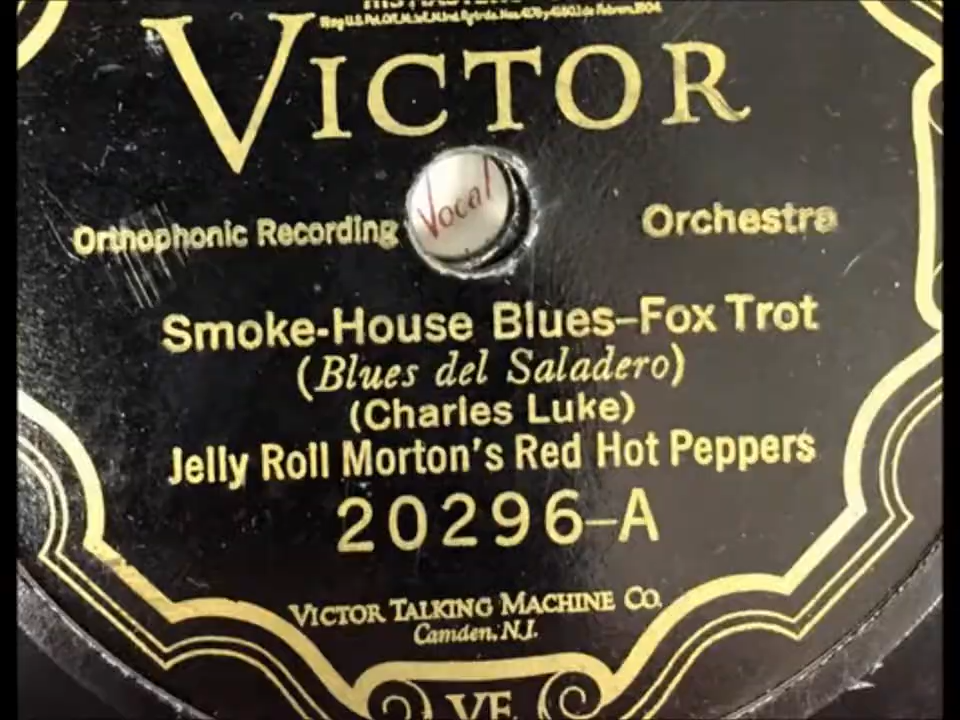 VICTOR
Vocal
Orthophonic Recording
Orchestra
Smoke-House Blues–Fox Trot
(Blues del Saladero)
(Charles Luke)
Jelly Roll Morton's Red Hot Peppers
20296–A
VICTOR TALKING MACHINE CO.
Camden, N.J.
VE